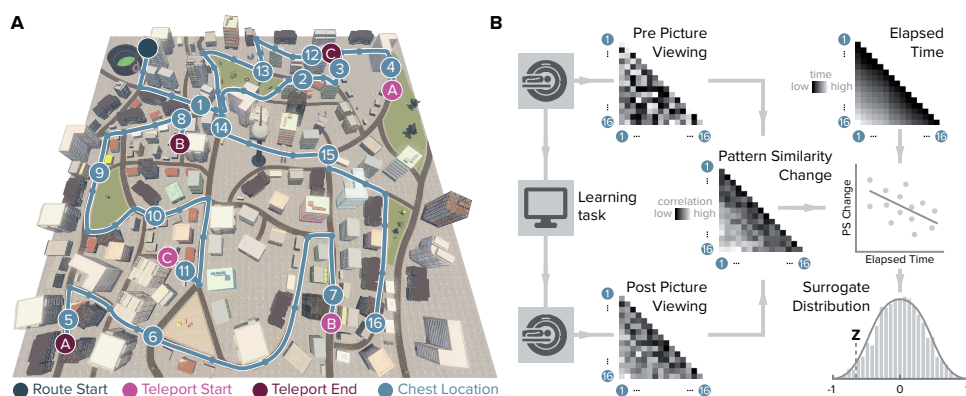 A
1
2
3
4
5
6
7
8
9
10
11
12
13
14
15
16
A
A
B
B
C
C
Route Start
Teleport Start
Teleport End
Chest Location
B
Pre Picture
Viewing
1
⋮
16
1 ··· 16
Elapsed
Time
time
low high
1
⋮
16
1 ··· ··· 16
Learning
task
Pattern Similarity
Change
correlation
low high
1
⋮
16
1 ··· ··· 16
PS Change
Elapsed Time
Post Picture
Viewing
1
⋮
16
1 ··· ··· 16
Surrogate
Distribution
Z
-1 0